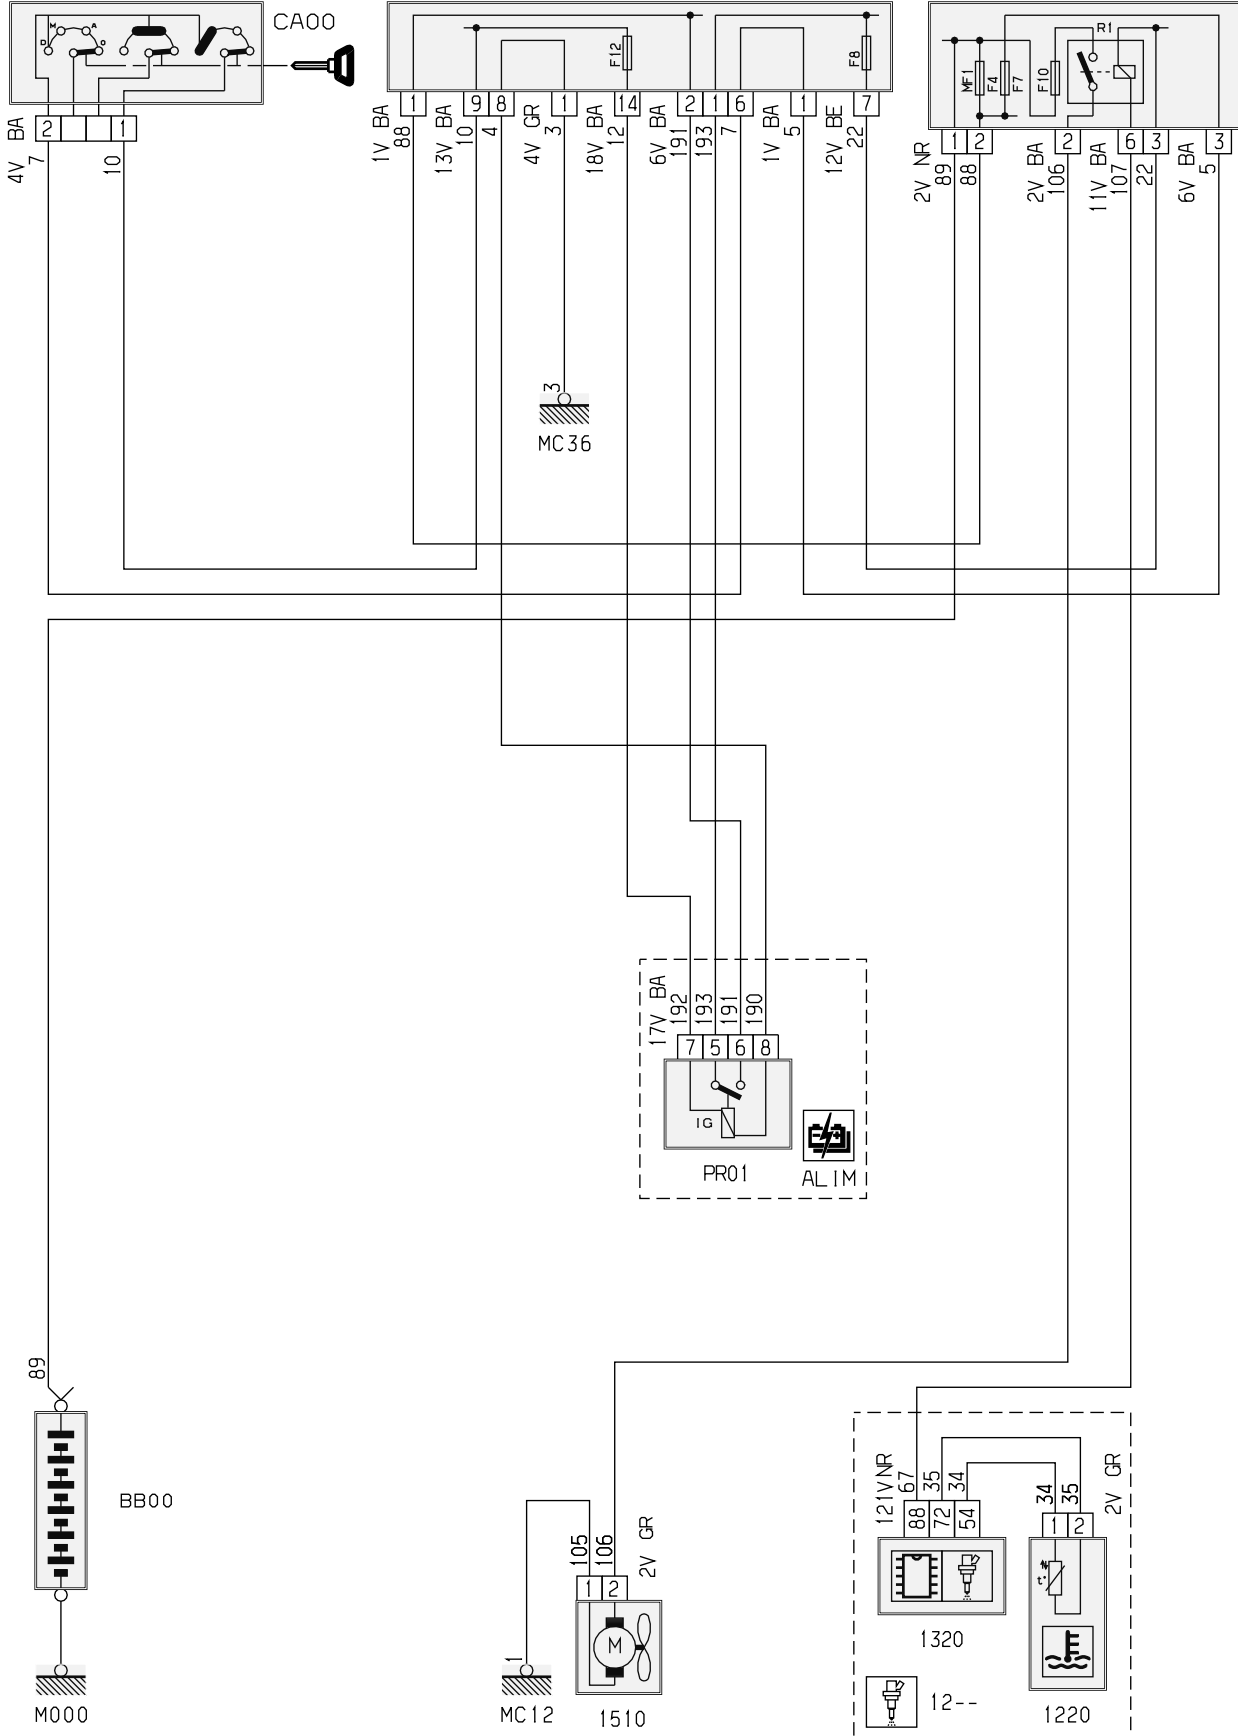 CA00
M
A
D
0
F12
F8
R1
MF1
F4
F7
F10
2
1
4V BA
7
10
1
9
8
1
14
2
1
6
1
7
1V BA
88
13V BA
10
4
4V GR
3
18V BA
12
6V BA
191
193
7
1V BA
5
12V BE
22
1
2
2
6
3
3
2V NR
89
88
2V BA
106
11V BA
107
22
6V BA
5
3
MC36
17V BA
192
193
191
190
7
5
6
8
IG
PR01
ALIM
89
BB00
M000
105
106
2V GR
1
2
M
1
MC12
1510
121VNR
67
35
34
88
72
54
1320
34
35
2V GR
1
2
t°
12--
1220